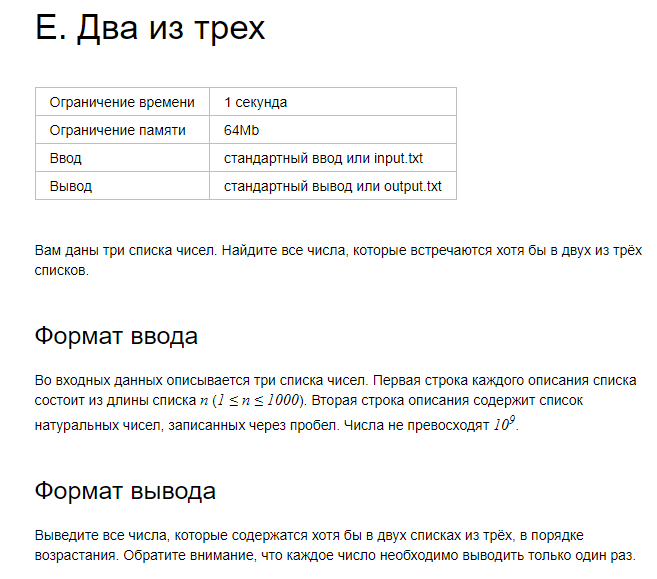 Е. Два из трех
Ограничение времени 1 секунда
Ограничение памяти 64Mb
Ввод стандартный ввод или input.txt
Вывод стандартный вывод или output.txt
Вам даны три списка чисел. Найдите все числа, которые встречаются хотя бы в двух из трёх
списков.
Формат ввода
Во входных данных описывается три списка чисел. Первая строка каждого описания списка
состоит из длины списка n (1 ≤ n ≤ 1000). Вторая строка описания содержит список
натуральных чисел, записанных через пробел. Числа не превосходят 10⁹.
Формат вывода
Выведите все числа, которые содержатся хотя бы в двух списках из трёх, в порядке
возрастания. Обратите внимание, что каждое число необходимо выводить только один раз.